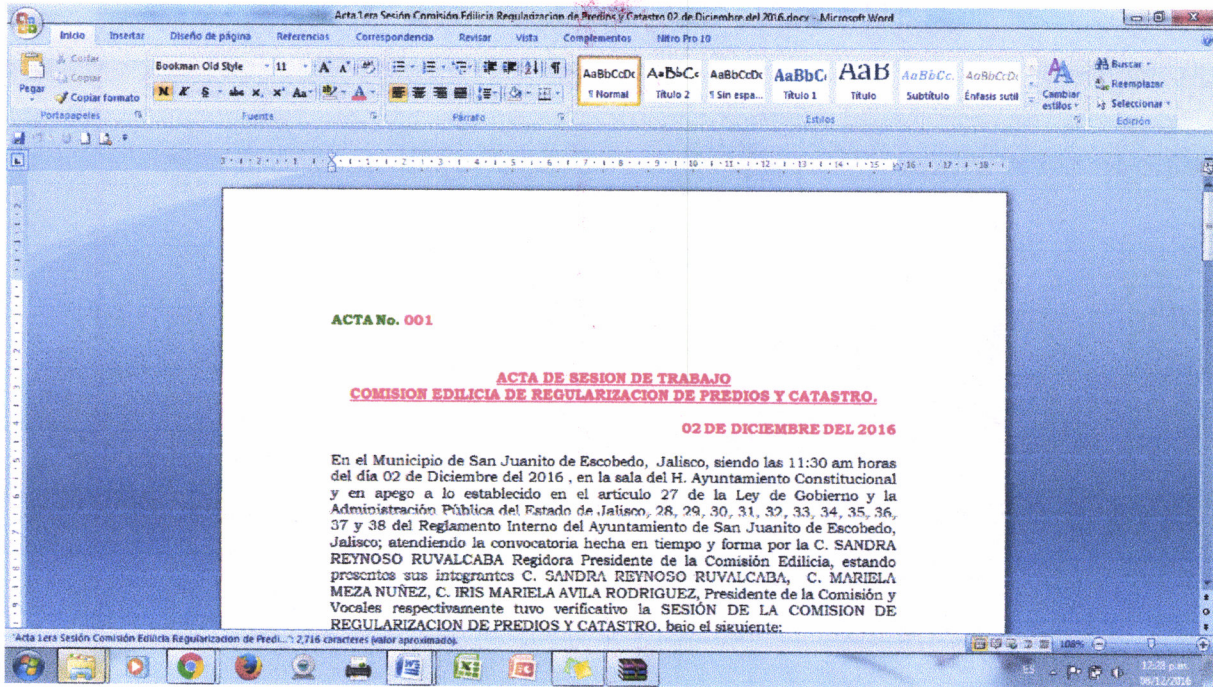 Acta 1era Sesión Comisión Edilicia Regularizacion de Predios y Catastro 02 de Diciembre del 2016.docx - Microsoft Word
Inicio Insertar Diseño de página Referencias Correspondencia Revisar Vista Complementos Nitro Pro 10
Cortar
Copiar
Pegar
Copiar formato
Portapapeles
Bookman Old Style 11
N K S abc x, x² Aa
Fuente
Párrafo
AaBbCcDc AaBbCc AaBbCcDc AaBbC AaB AaBbCc. AaBbCcDc
¶ Normal Título 2 ¶ Sin espa... Título 1 Título Subtítulo Énfasis sutil
Cambiar estilos
Estilos
Buscar
Reemplazar
Seleccionar
Edición
ACTA No. 001
ACTA DE SESION DE TRABAJO
COMISION EDILICIA DE REGULARIZACION DE PREDIOS Y CATASTRO.
02 DE DICIEMBRE DEL 2016
En el Municipio de San Juanito de Escobedo, Jalisco, siendo las 11:30 am horas
del día 02 de Diciembre del 2016 , en la sala del H. Ayuntamiento Constitucional
y en apego a lo establecido en el artículo 27 de la Ley de Gobierno y la
Administración Pública del Estado de Jalisco, 28, 29, 30, 31, 32, 33, 34, 35, 36,
37 y 38 del Reglamento Interno del Ayuntamiento de San Juanito de Escobedo,
Jalisco; atendiendo la convocatoria hecha en tiempo y forma por la C. SANDRA
REYNOSO RUVALCABA Regidora Presidente de la Comisión Edilicia, estando
presentes sus integrantes C. SANDRA REYNOSO RUVALCABA, C. MARIELA
MEZA NUÑEZ, C. IRIS MARIELA AVILA RODRIGUEZ, Presidente de la Comisión y
Vocales respectivamente tuvo verificativo la SESIÓN DE LA COMISION DE
REGULARIZACION DE PREDIOS Y CATASTRO, bajo el siguiente:
"Acta 1era Sesión Comisión Edilicia Regularizacion de Predi...": 2,716 caracteres (valor aproximado).
108%
ES
12:28 p.m.
08/12/2016